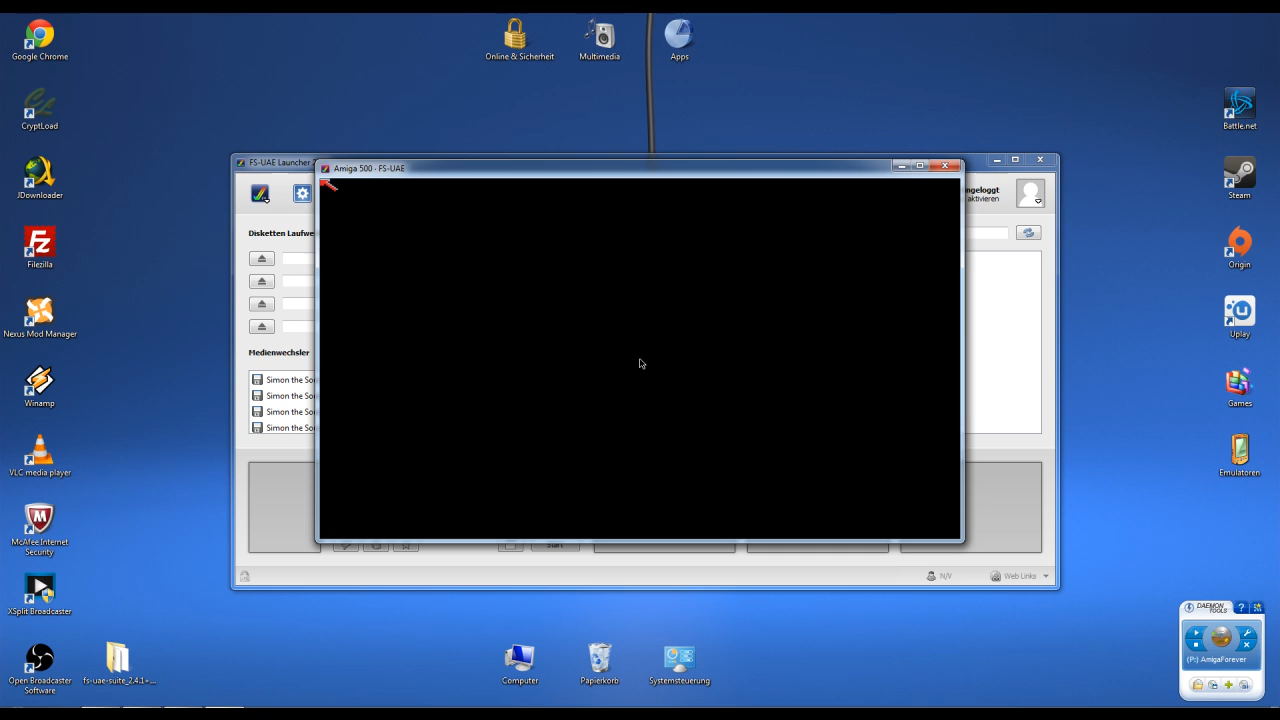 Google Chrome
Online & Sicherheit
Multimedia
Apps
CryptLoad
Battle.net
JDownloader
Steam
Filezilla
Origin
Nexus Mod Manager
Uplay
Winamp
Games
VLC media player
Emulatoren
McAfee Internet
Security
XSplit Broadcaster
Open Broadcaster
Software
fs-uae-suite_2.4.1+-...
Computer
Papierkorb
Systemsteuerung
FS-UAE Launcher
Amiga 500 - FS-UAE
ngeloggt
aktivieren
Disketten Laufwe
Medienwechsler
Simon the So
Simon the So
Simon the So
Simon the So
Start
N/V
Web Links
DAEMON
TOOLS
(P:) AmigaForever